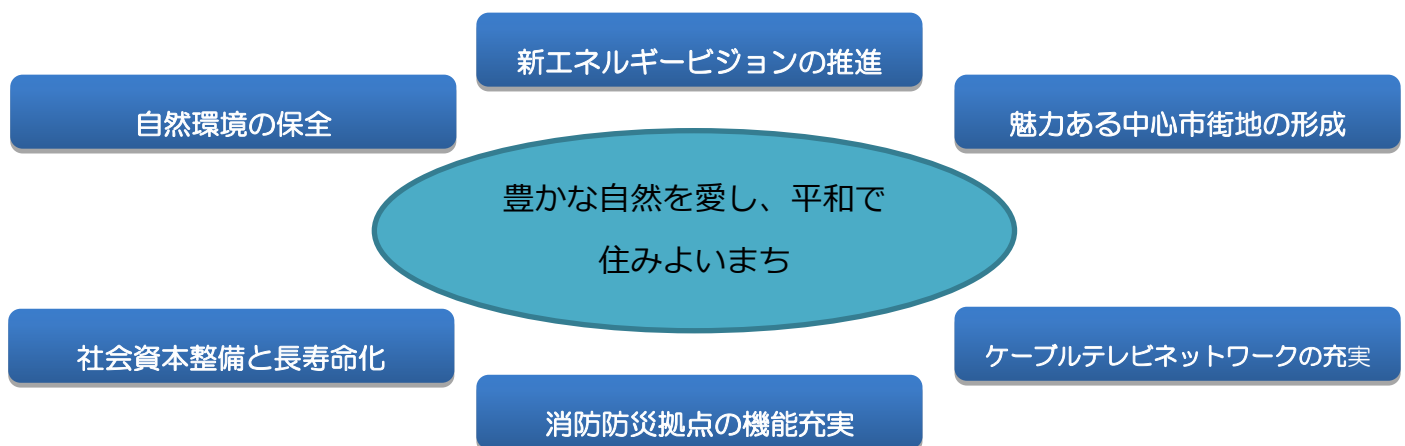 新エネルギービジョンの推進
自然環境の保全
魅力ある中心市街地の形成
豊かな自然を愛し、平和で
住みよいまち
社会資本整備と長寿命化
ケーブルテレビネットワークの充実
消防防災拠点の機能充実